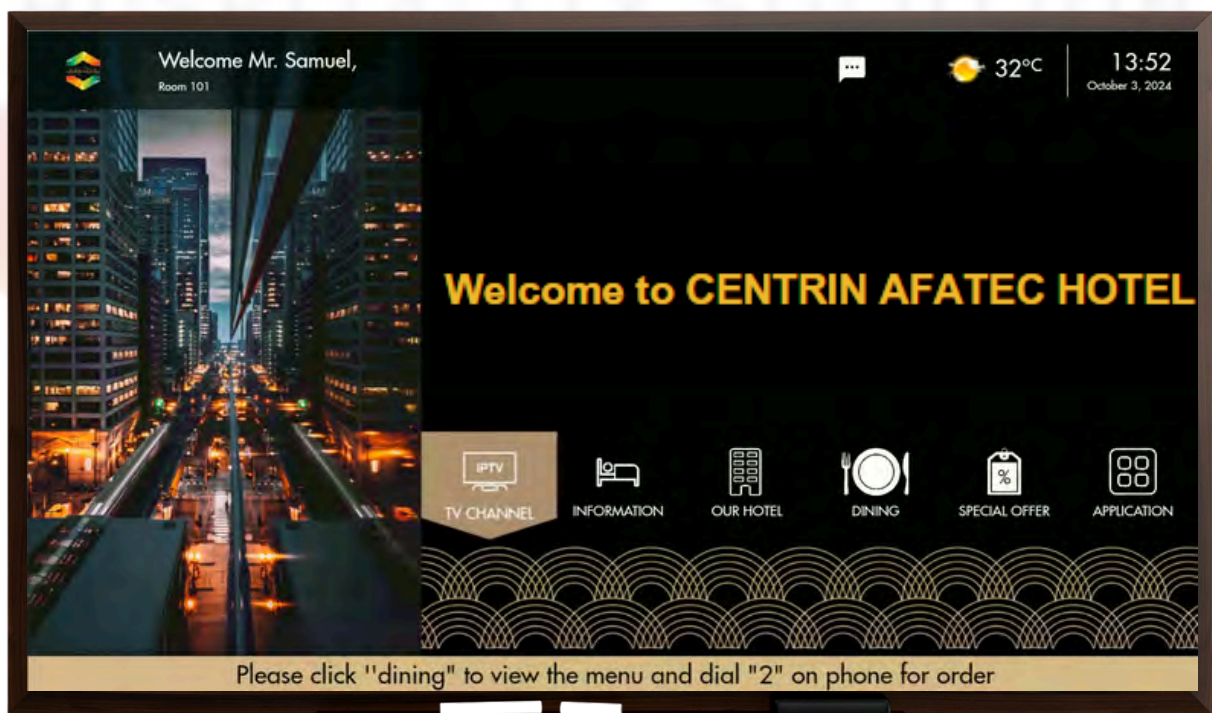 Welcome Mr. Samuel,
Room 101
32°C
13:52
October 3, 2024
Welcome to CENTRIN AFATEC HOTEL
IPTV
TV CHANNEL
INFORMATION
OUR HOTEL
DINING
%
SPECIAL OFFER
APPLICATION
Please click ''dining" to view the menu and dial "2" on phone for order